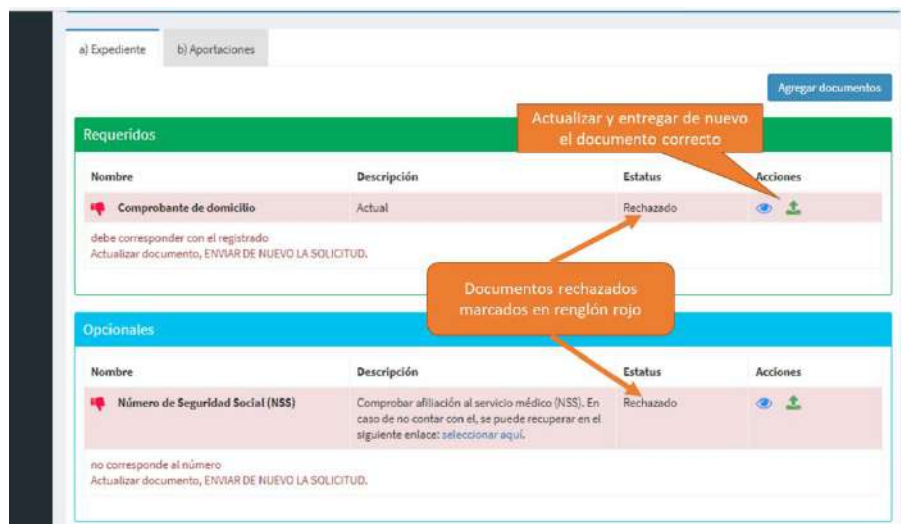 a) Expediente
b) Aportaciones
Agregar documentos
Actualizar y entregar de nuevo
el documento correcto
Requeridos
Nombre
Descripción
Estatus
Acciones
Comprobante de domicilio
Actual
Rechazado
debe corresponder con el registrado
Actualizar documento, ENVIAR DE NUEVO LA SOLICITUD.
Documentos rechazados
marcados en renglón rojo
Opcionales
Nombre
Descripción
Estatus
Acciones
Número de Seguridad Social (NSS)
Comprobar afiliación al servicio médico (NSS). En
caso de no contar con el, se puede recuperar en el
siguiente enlace: seleccionar aquí.
Rechazado
no corresponde al número
Actualizar documento, ENVIAR DE NUEVO LA SOLICITUD.